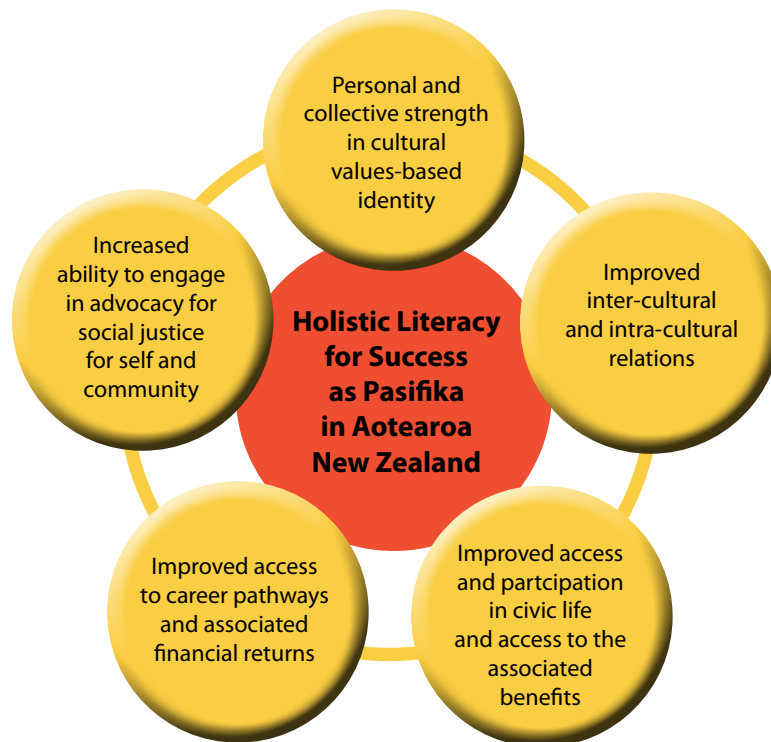 Personal and
collective strength
in cultural
values-based
identity
Improved
inter-cultural
and intra-cultural
relations
Improved access
and partcipation
in civic life
and access to the
associated
benefits
Improved access
to career pathways
and associated
financial returns
Increased
ability to engage
in advocacy for
social justice
for self and
community
Holistic Literacy
for Success
as Pasifika
in Aotearoa
New Zealand